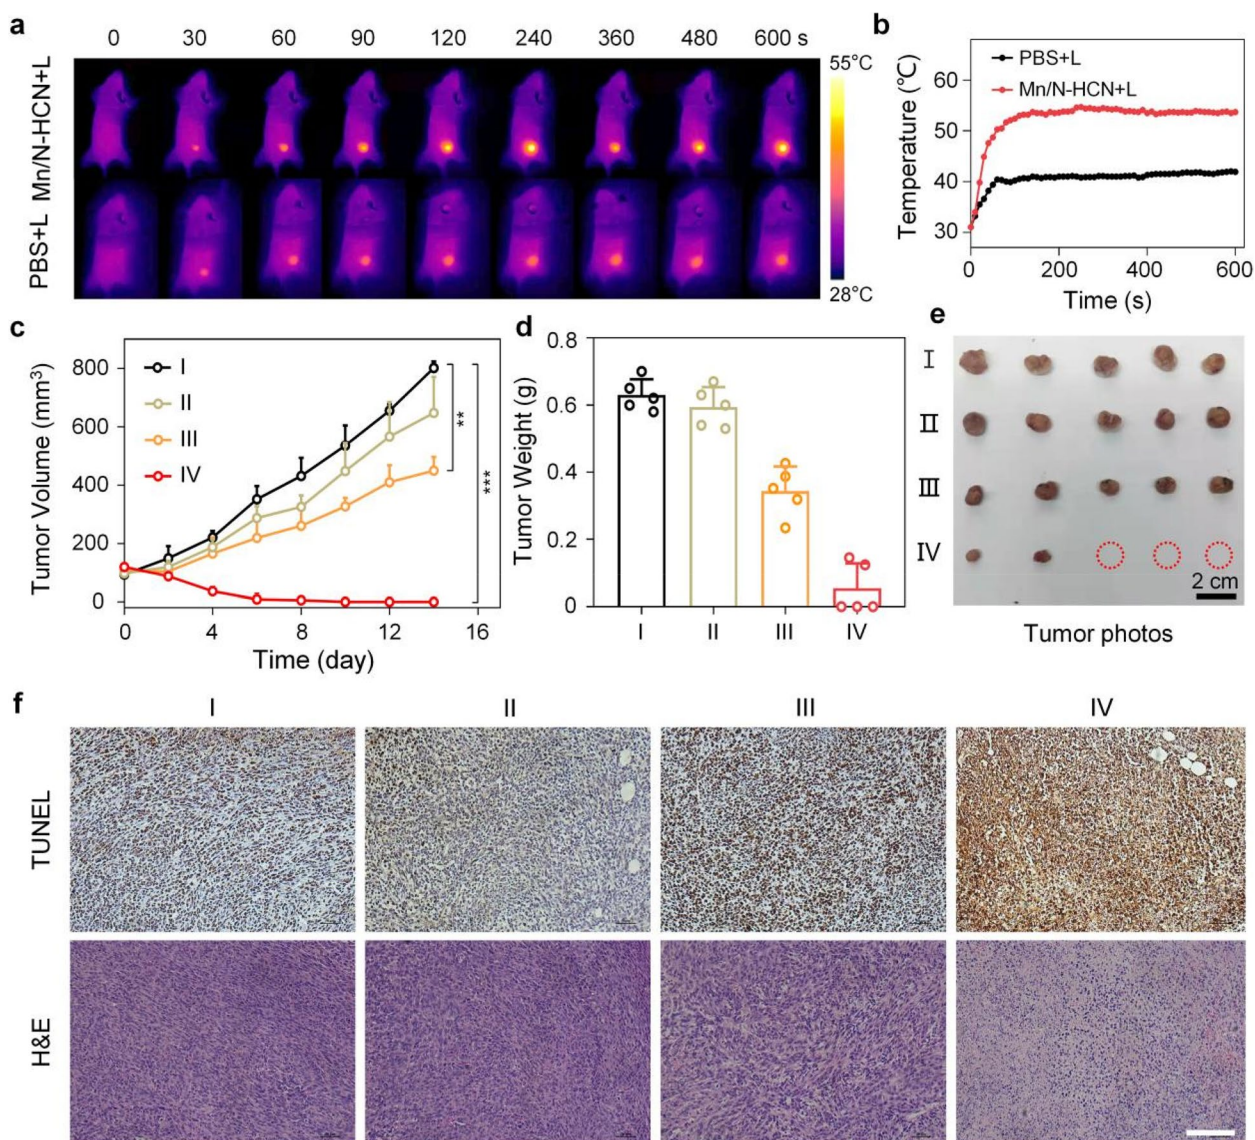 a
0 30 60 90 120 240 360 480 600 s
Mn/N-HCN+L
PBS+L
55°C
28°C
b
PBS+L
Mn/N-HCN+L
Temperature (℃)
60
50
40
30
0 200 400 600
Time (s)
c
I
II
III
IV
**
***
Tumor Volume (mm³)
800
600
400
200
0
0 4 8 12 16
Time (day)
d
Tumor Weight (g)
0.8
0.6
0.4
0.2
0
I II III IV
e
I
II
III
IV
2 cm
Tumor photos
f
I II III IV
TUNEL
H&E